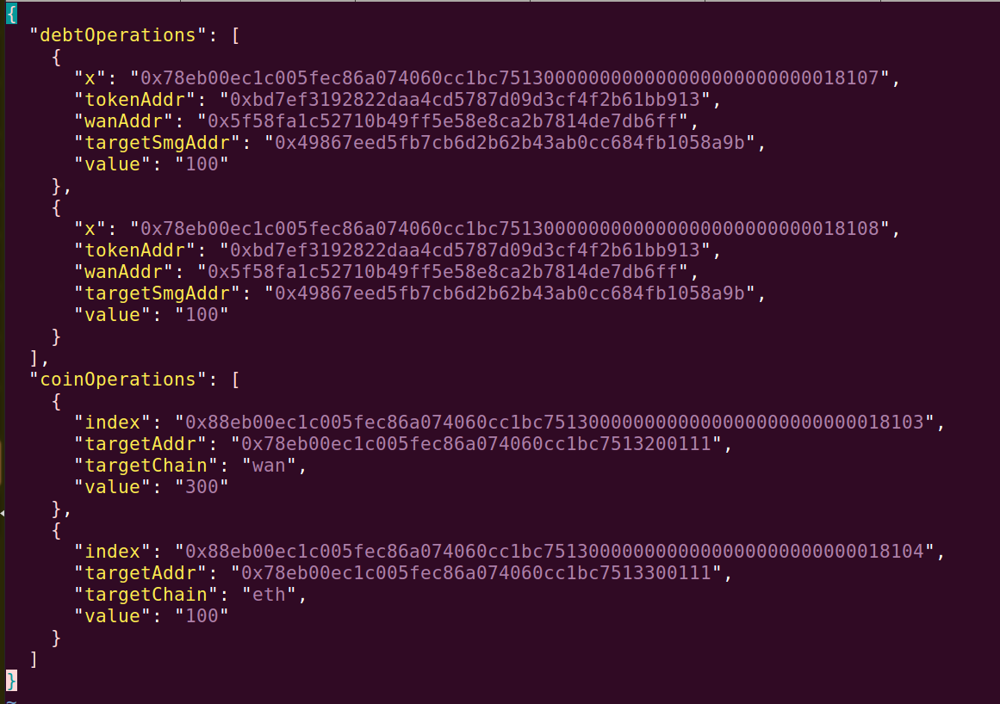 {
  "debtOperations": [
    {
      "x": "0x78eb00ec1c005fec86a074060cc1bc7513000000000000000000000000018107",
      "tokenAddr": "0xbd7ef3192822daa4cd5787d09d3cf4f2b61bb913",
      "wanAddr": "0x5f58fa1c52710b49ff5e58e8ca2b7814de7db6ff",
      "targetSmgAddr": "0x49867eed5fb7cb6d2b62b43ab0cc684fb1058a9b",
      "value": "100"
    },
    {
      "x": "0x78eb00ec1c005fec86a074060cc1bc7513000000000000000000000000018108",
      "tokenAddr": "0xbd7ef3192822daa4cd5787d09d3cf4f2b61bb913",
      "wanAddr": "0x5f58fa1c52710b49ff5e58e8ca2b7814de7db6ff",
      "targetSmgAddr": "0x49867eed5fb7cb6d2b62b43ab0cc684fb1058a9b",
      "value": "100"
    }
  ],
  "coinOperations": [
    {
      "index": "0x88eb00ec1c005fec86a074060cc1bc7513000000000000000000000000018103",
      "targetAddr": "0x78eb00ec1c005fec86a074060cc1bc7513200111",
      "targetChain": "wan",
      "value": "300"
    },
    {
      "index": "0x88eb00ec1c005fec86a074060cc1bc7513000000000000000000000000018104",
      "targetAddr": "0x78eb00ec1c005fec86a074060cc1bc7513300111",
      "targetChain": "eth",
      "value": "100"
    }
  ]
}
~